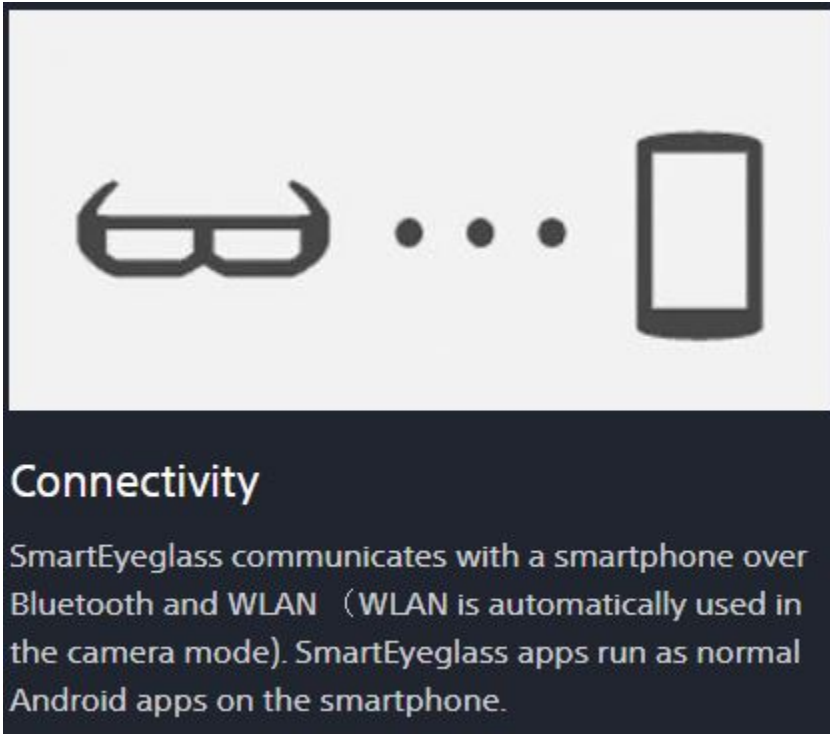 Connectivity
SmartEyeglass communicates with a smartphone over
Bluetooth and WLAN （WLAN is automatically used in
the camera mode). SmartEyeglass apps run as normal
Android apps on the smartphone.